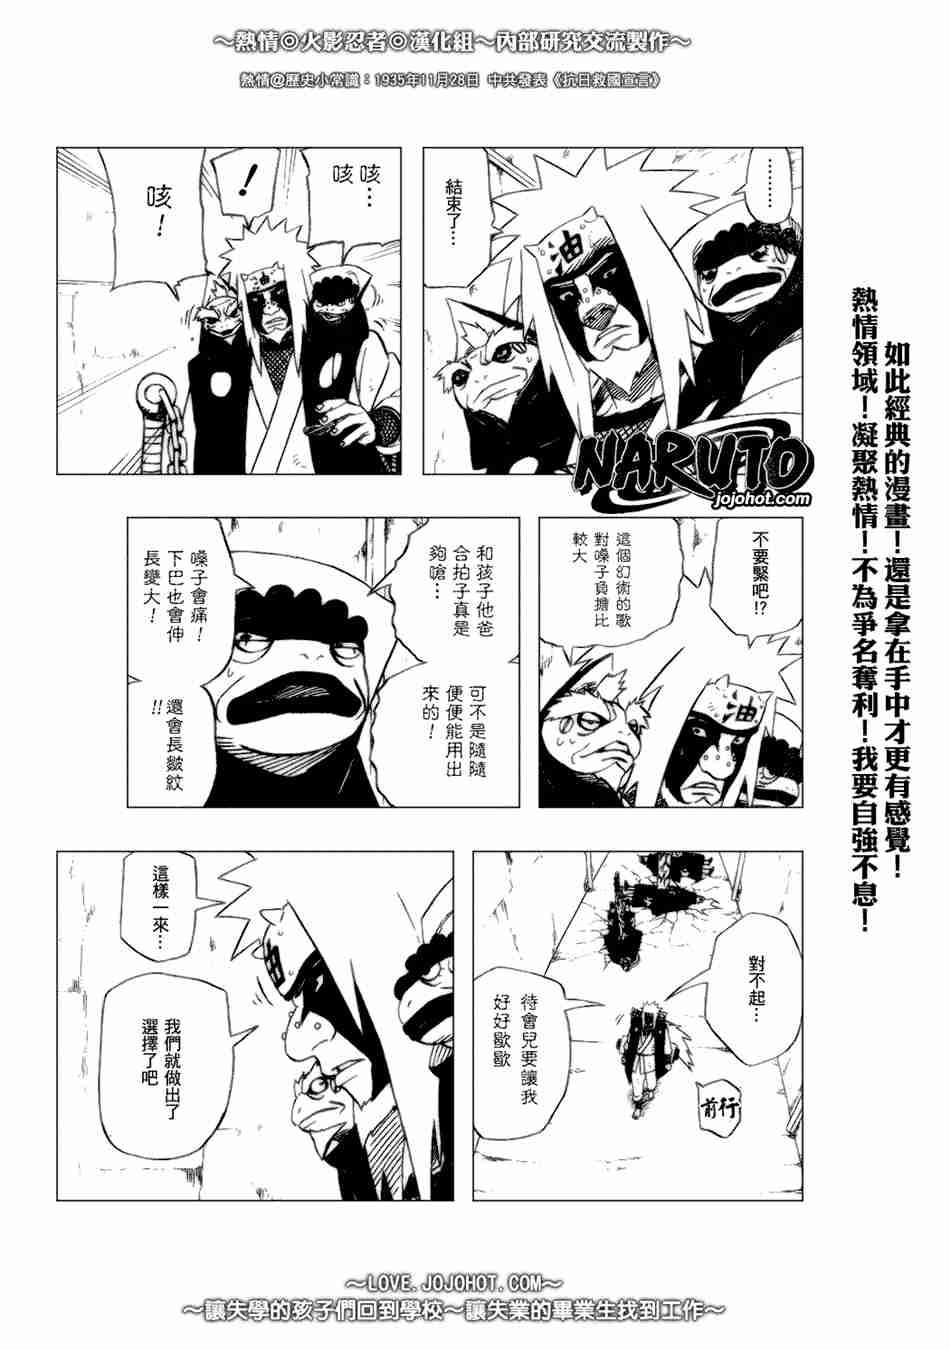 ～熱情◎火影忍者◎漢化組～內部研究交流製作～
熱情@歷史小常識：1935年11月28日 中共發表《抗日救國宣言》
………
結束了…
油
咳…
咳
！
咳！
油
NARUTO
jojohot.com
如此經典的漫畫！還是拿在手中才更有感覺！
熱情領域！凝聚熱情！不為爭名奪利！我要自強不息！
不要緊吧!?
這個幻術的歌
對嗓子負擔比
較大
油
和孩子他爸
合拍子真是
夠嗆…
可不是隨隨
便便能用出
來的！
嗓子會痛！
下巴也會伸
長變大！
還會長皺紋
!!
對不起…
待會兒要讓我
好好歇歇
前行
這樣一來…
油
我們就做出了
選擇了吧
～LOVE.JOJOHOT.COM～
～讓失學的孩子們回到學校～讓失業的畢業生找到工作～